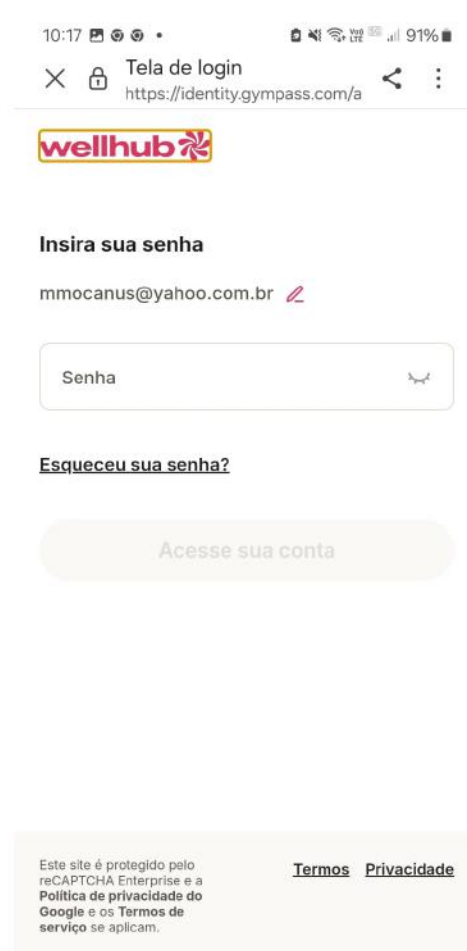 10:17
91%
Tela de login
https://identity.gympass.com/a
wellhub
Insira sua senha
mmocanus@yahoo.com.br
Senha
Esqueceu sua senha?
Acesse sua conta
Este site é protegido pelo
reCAPTCHA Enterprise e a
Política de privacidade do
Google e os Termos de
serviço se aplicam.
Termos Privacidade